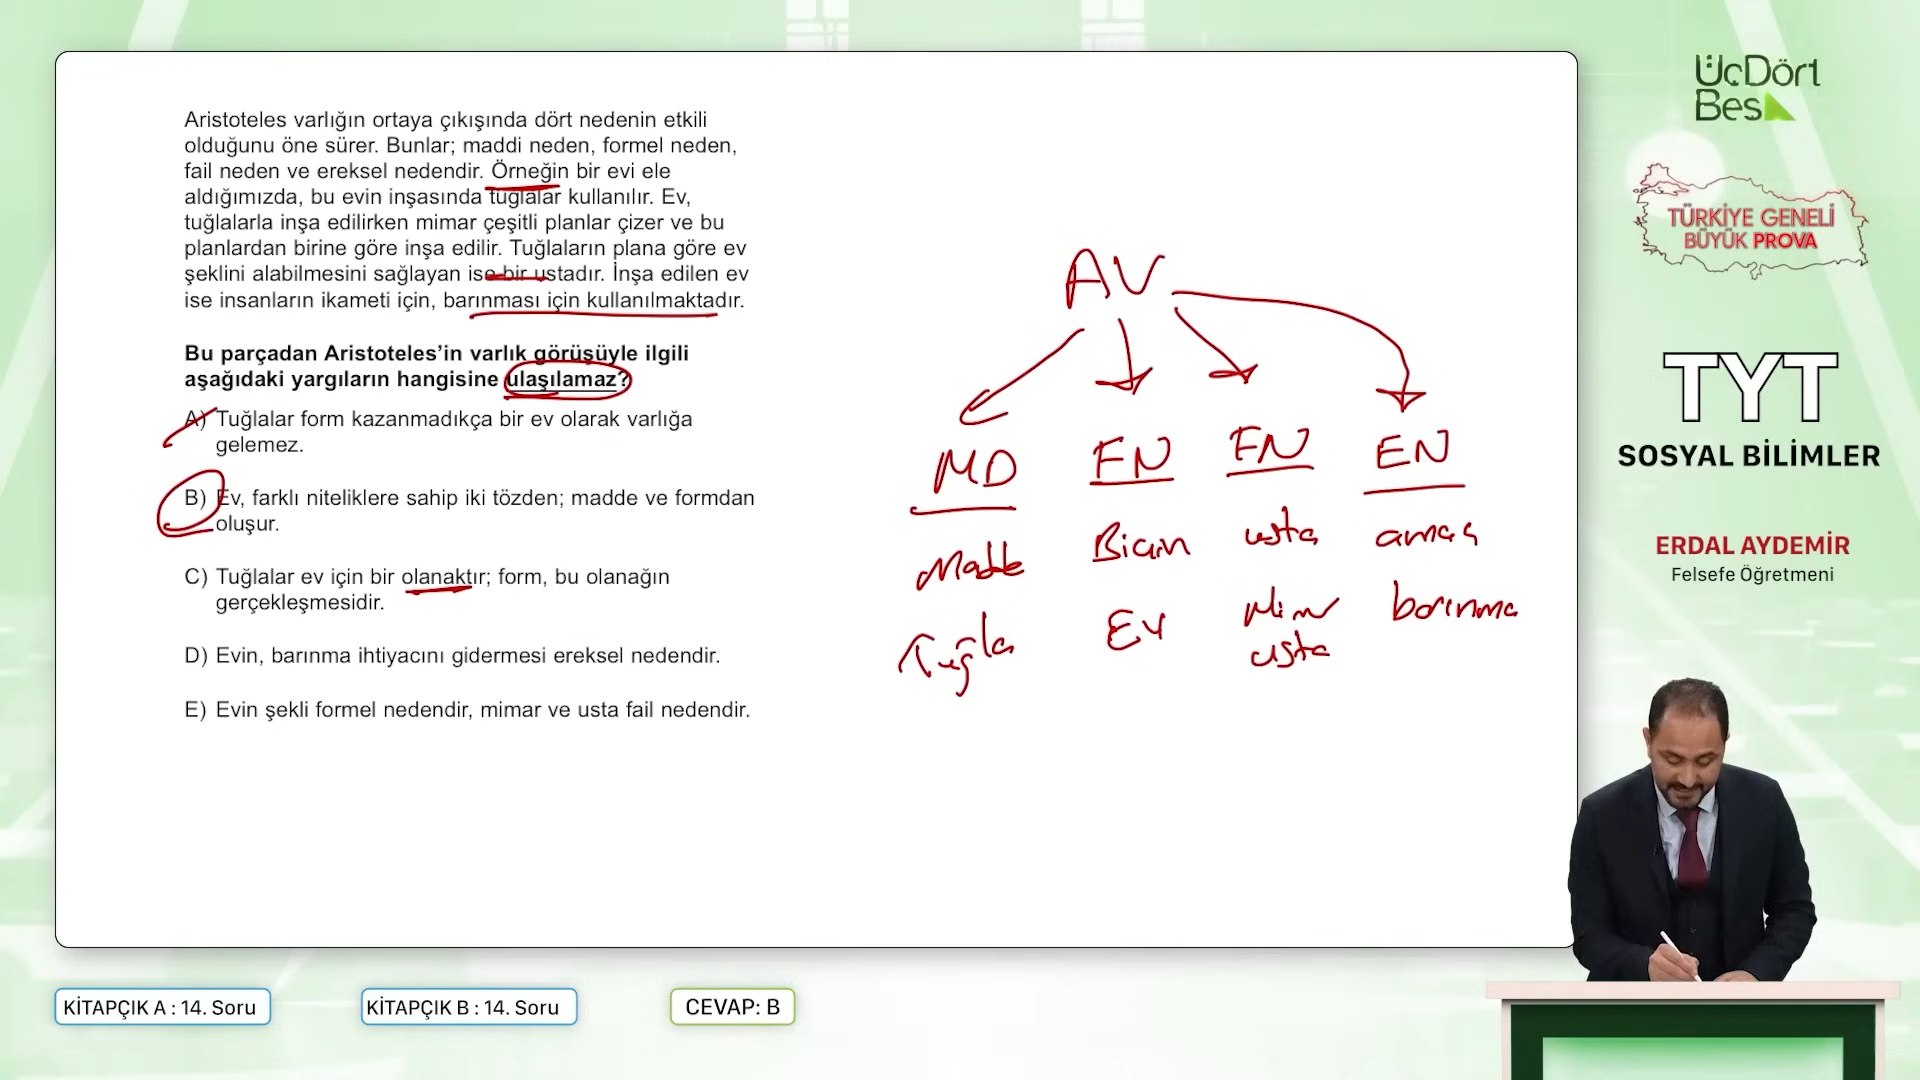 Aristoteles varlığın ortaya çıkışında dört nedenin etkili
olduğunu öne sürer. Bunlar; maddi neden, formel neden,
fail neden ve ereksel nedendir. Örneğin bir evi ele
aldığımızda, bu evin inşasında tuğlalar kullanılır. Ev,
tuğlalarla inşa edilirken mimar çeşitli planlar çizer ve bu
planlardan birine göre inşa edilir. Tuğlaların plana göre ev
şeklini alabilmesini sağlayan ise bir ustadır. İnşa edilen ev
ise insanların ikameti için, barınması için kullanılmaktadır.
Bu parçadan Aristoteles'in varlık görüşüyle ilgili
aşağıdaki yargıların hangisine ulaşılamaz?
A) Tuğlalar form kazanmadıkça bir ev olarak varlığa
gelemez.
B) Ev, farklı niteliklere sahip iki tözden; madde ve formdan
oluşur.
C) Tuğlalar ev için bir olanaktır; form, bu olanağın
gerçekleşmesidir.
D) Evin, barınma ihtiyacını gidermesi ereksel nedendir.
E) Evin şekli formel nedendir, mimar ve usta fail nedendir.
AV
MD FN FN EN
Madde Biçim usta amaç
Tuğla Ev Mimar barınma
usta
ÜçDört
Beş
TÜRKİYE GENELİ
BÜYÜK PROVA
TYT
SOSYAL BİLİMLER
ERDAL AYDEMİR
Felsefe Öğretmeni
KİTAPÇIK A : 14. Soru
KİTAPÇIK B : 14. Soru
CEVAP: B